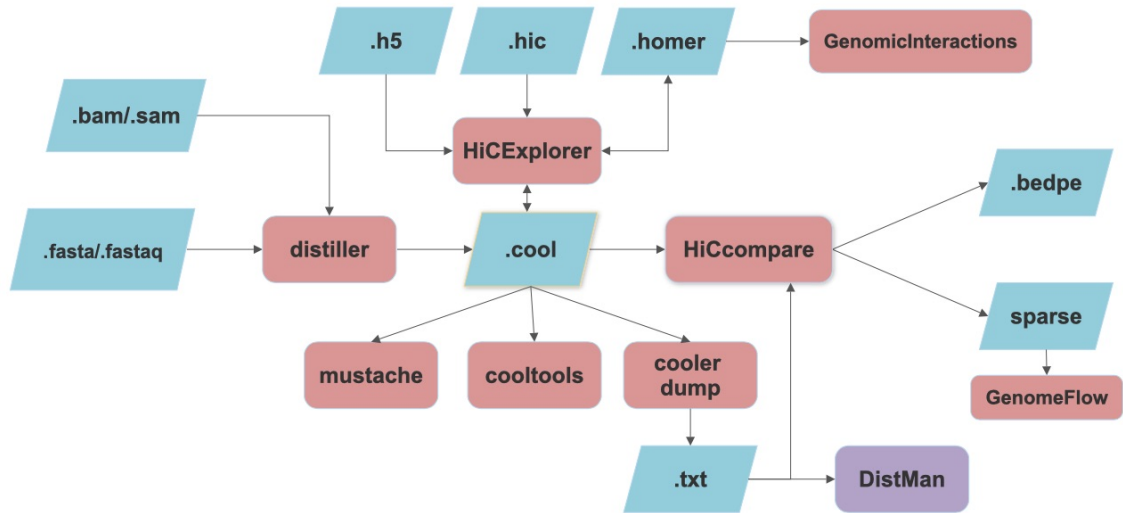 .h5
.hic
.homer
GenomicInteractions
.bam/.sam
HiCExplorer
.bedpe
.fasta/.fastaq
distiller
.cool
HiCcompare
sparse
mustache
cooltools
cooler
dump
GenomeFlow
.txt
DistMan